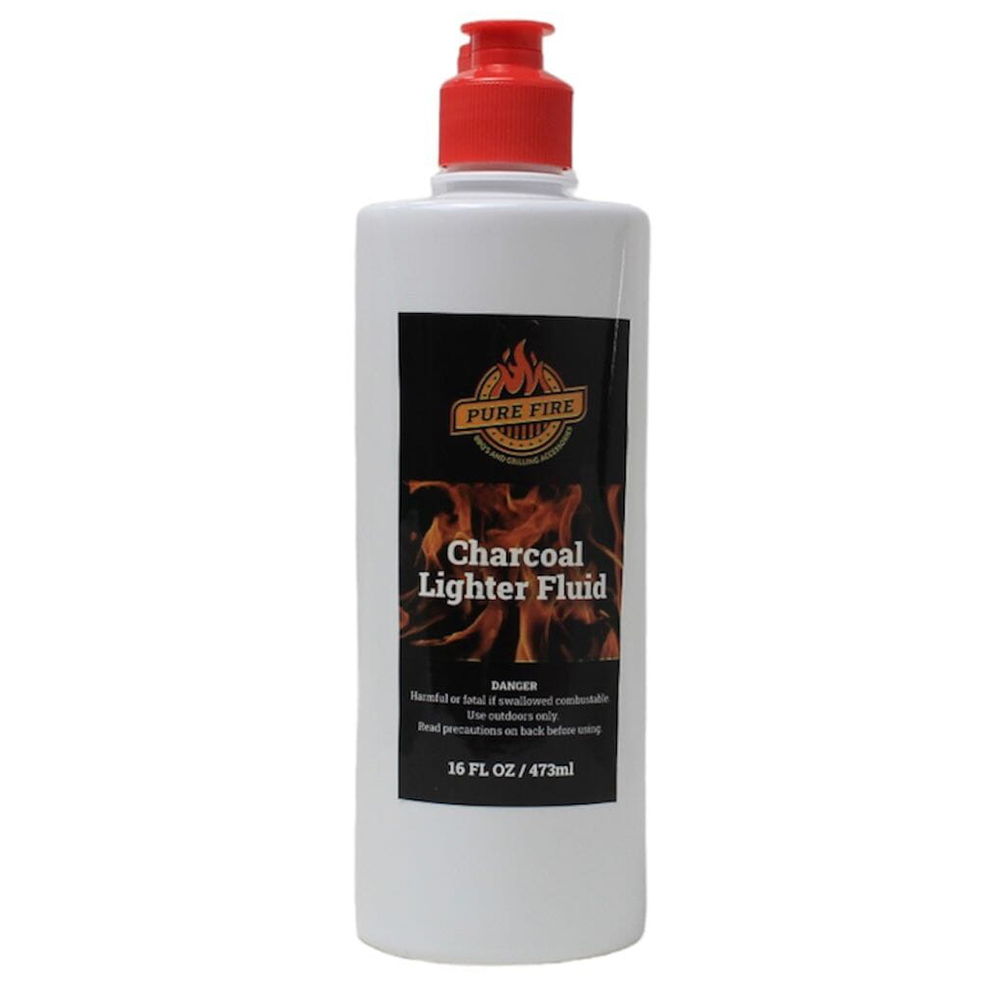 PURE FIRE
BBQ'S AND GRILLING ACCESSORIES
Charcoal
Lighter Fluid
DANGER
Harmful or fatal if swallowed combustable.
Use outdoors only.
Read precautions on back before using.
16 FL OZ / 473ml